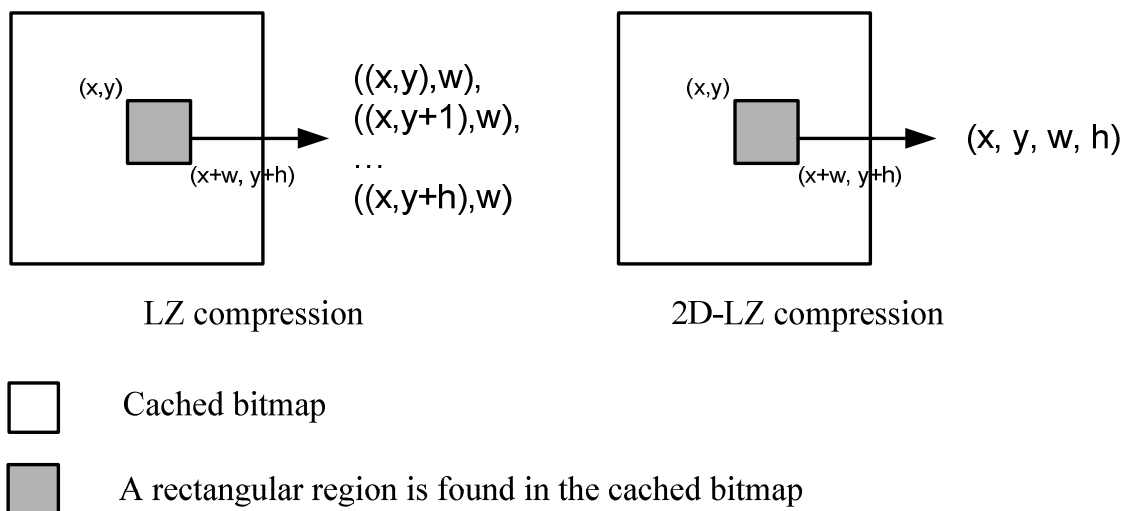 (x,y)
(x+w, y+h)
((x,y),w),
((x,y+1),w),
...
((x,y+h),w)
LZ compression
(x,y)
(x+w, y+h)
(x, y, w, h)
2D-LZ compression
Cached bitmap
A rectangular region is found in the cached bitmap